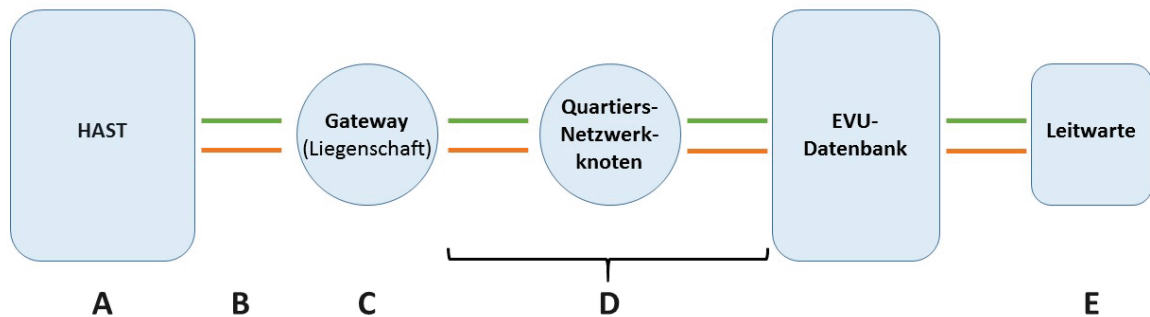 HAST
Gateway
(Liegenschaft)
Quartiers-
Netzwerk-
knoten
EVU-
Datenbank
Leitwarte
A
B
C
D
E